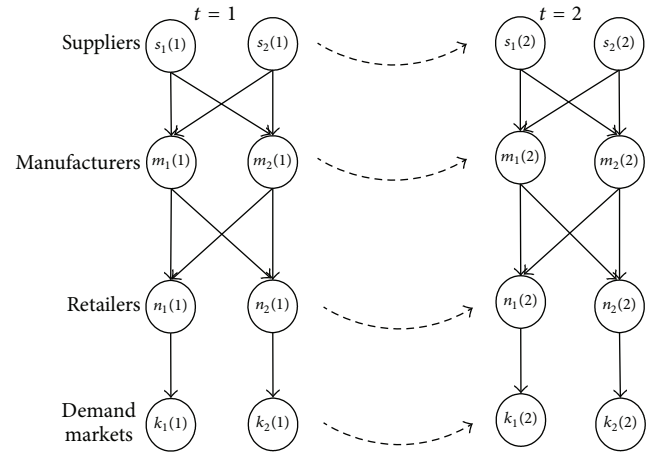 t = 1
t = 2
Suppliers
s1(1)
s2(1)
s1(2)
s2(2)
Manufacturers
m1(1)
m2(1)
m1(2)
m2(2)
Retailers
n1(1)
n2(1)
n1(2)
n2(2)
Demand
markets
k1(1)
k2(1)
k1(2)
k2(2)